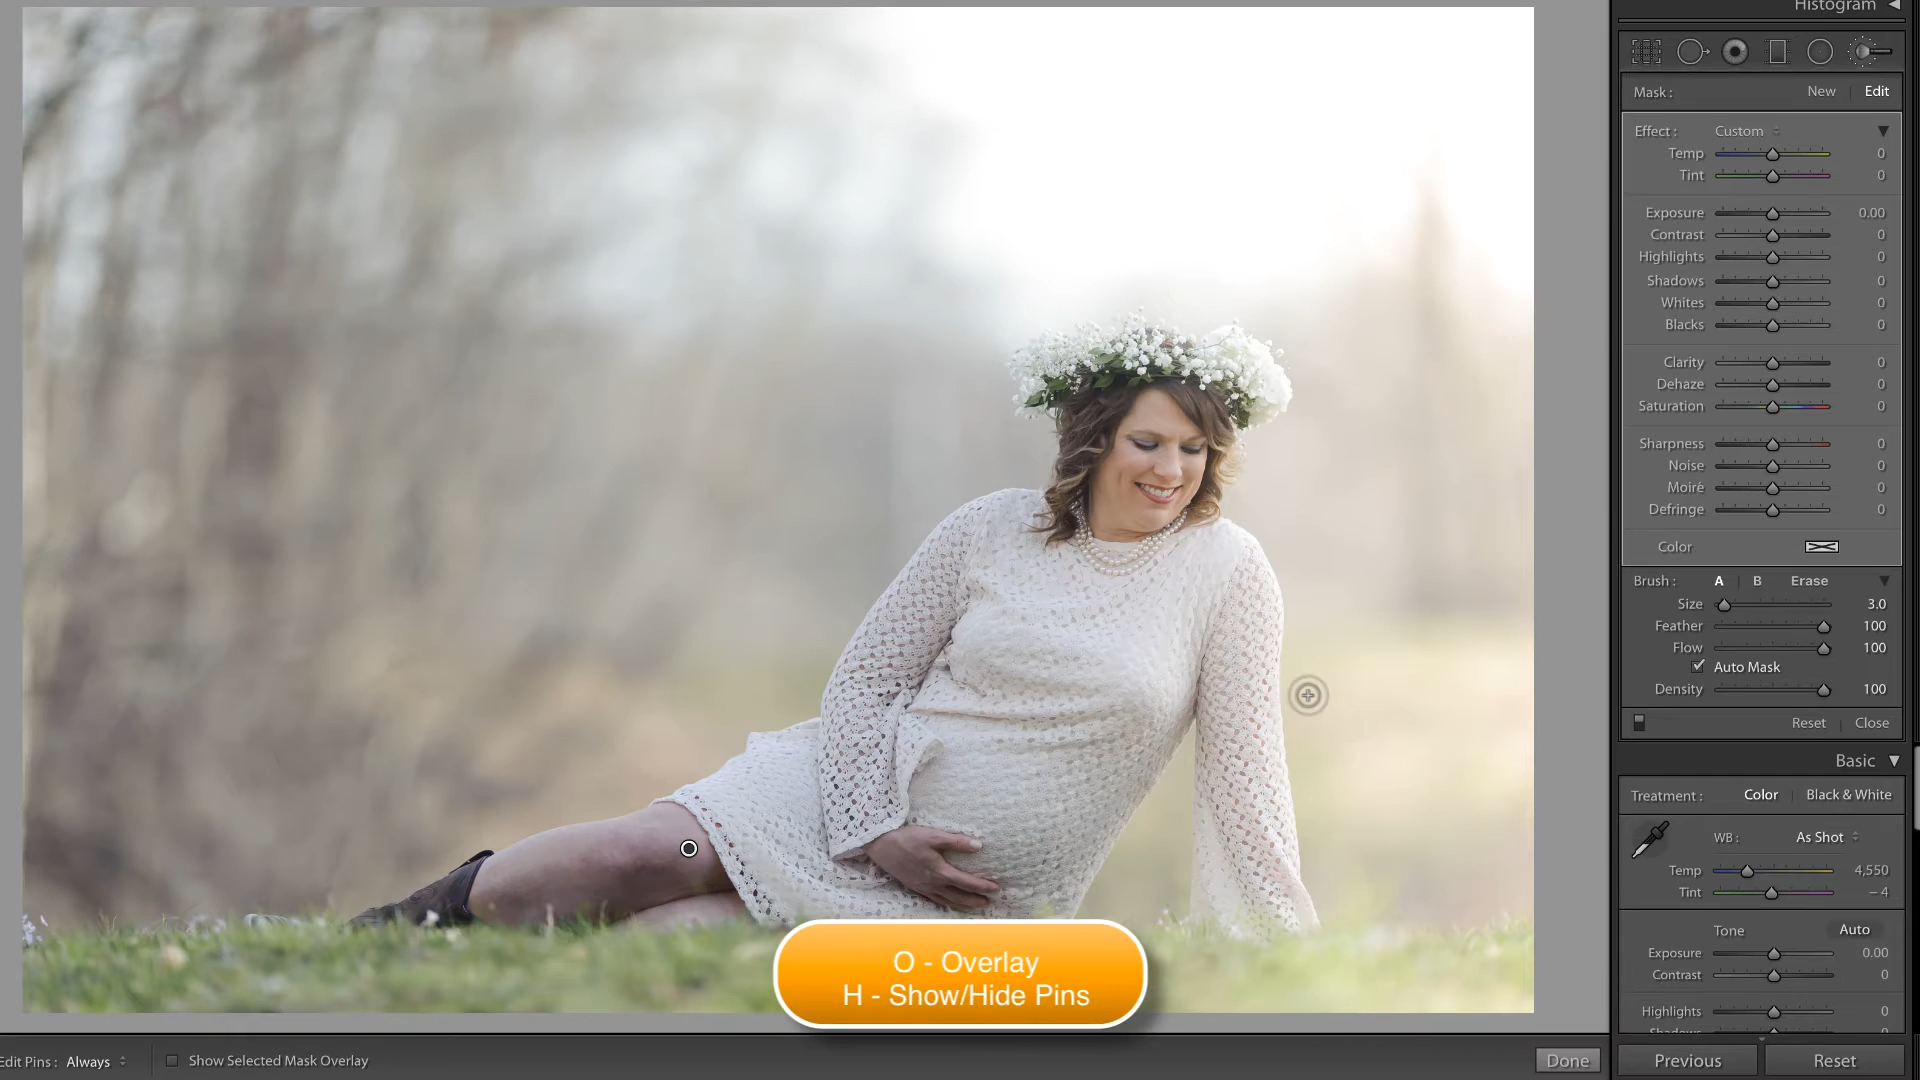 Histogram
Mask : New Edit
Effect : Custom
Temp 0
Tint 0
Exposure 0.00
Contrast 0
Highlights 0
Shadows 0
Whites 0
Blacks 0
Clarity 0
Dehaze 0
Saturation 0
Sharpness 0
Noise 0
Moiré 0
Defringe 0
Color
Brush : A | B Erase
Size 3.0
Feather 100
Flow 100
Auto Mask
Density 100
Reset | Close
Basic
Treatment : Color | Black & White
WB : As Shot
Temp 4,550
Tint – 4
Tone Auto
Exposure 0.00
Contrast 0
Highlights 0
Shadows
O - Overlay
H - Show/Hide Pins
Edit Pins : Always Show Selected Mask Overlay Done
Previous Reset